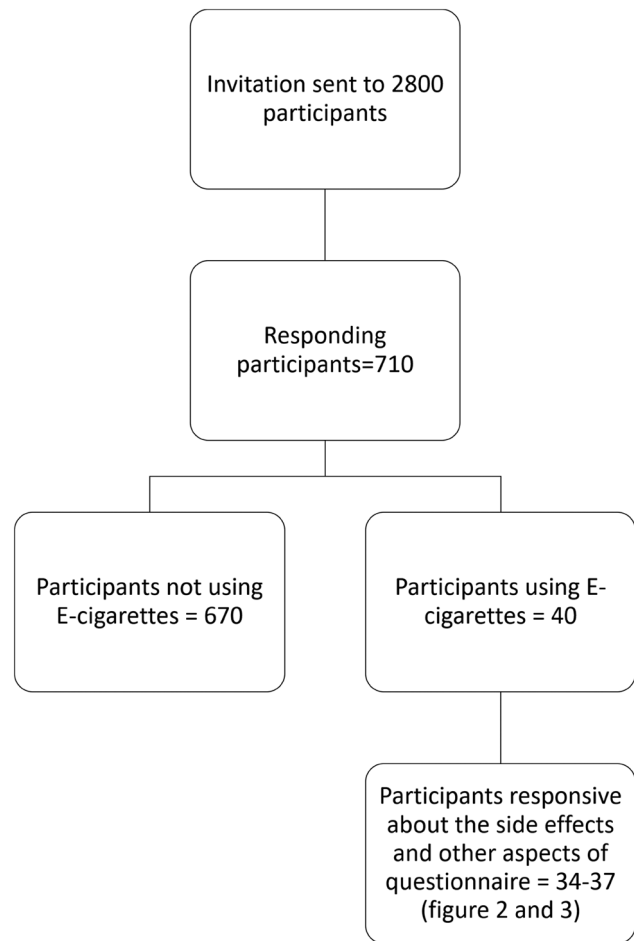 Invitation sent to 2800
participants
Responding
participants=710
Participants not using
E-cigarettes = 670
Participants using E-
cigarettes = 40
Participants responsive
about the side effects
and other aspects of
questionnaire = 34-37
(figure 2 and 3)